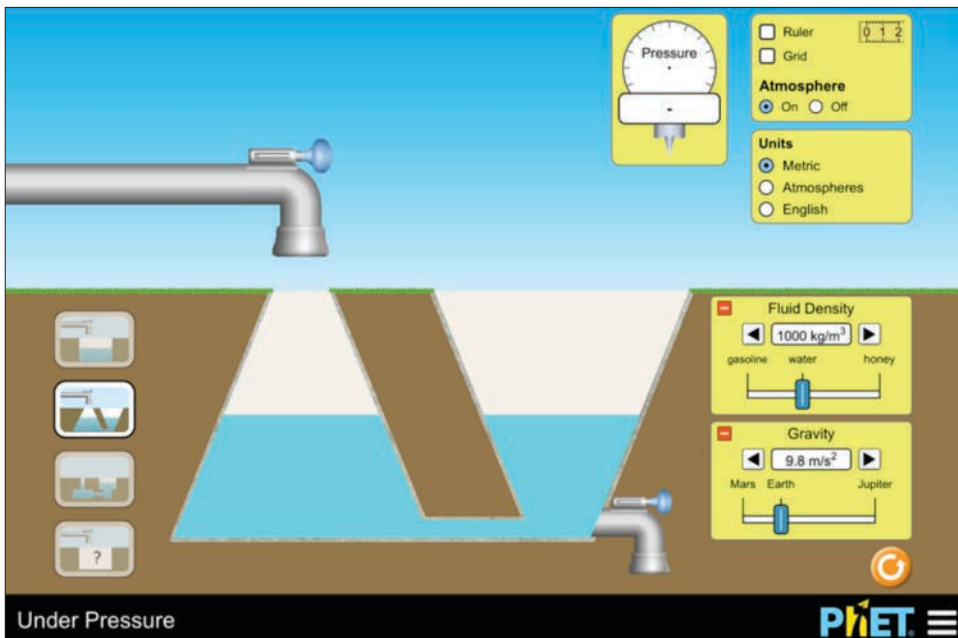 Pressure
-
Ruler
0 1 2
Grid
Atmosphere
On Off
Units
Metric
Atmospheres
English
Fluid Density
1000 kg/m³
gasoline water honey
Gravity
9.8 m/s²
Mars Earth Jupiter
?
Under Pressure
PhET